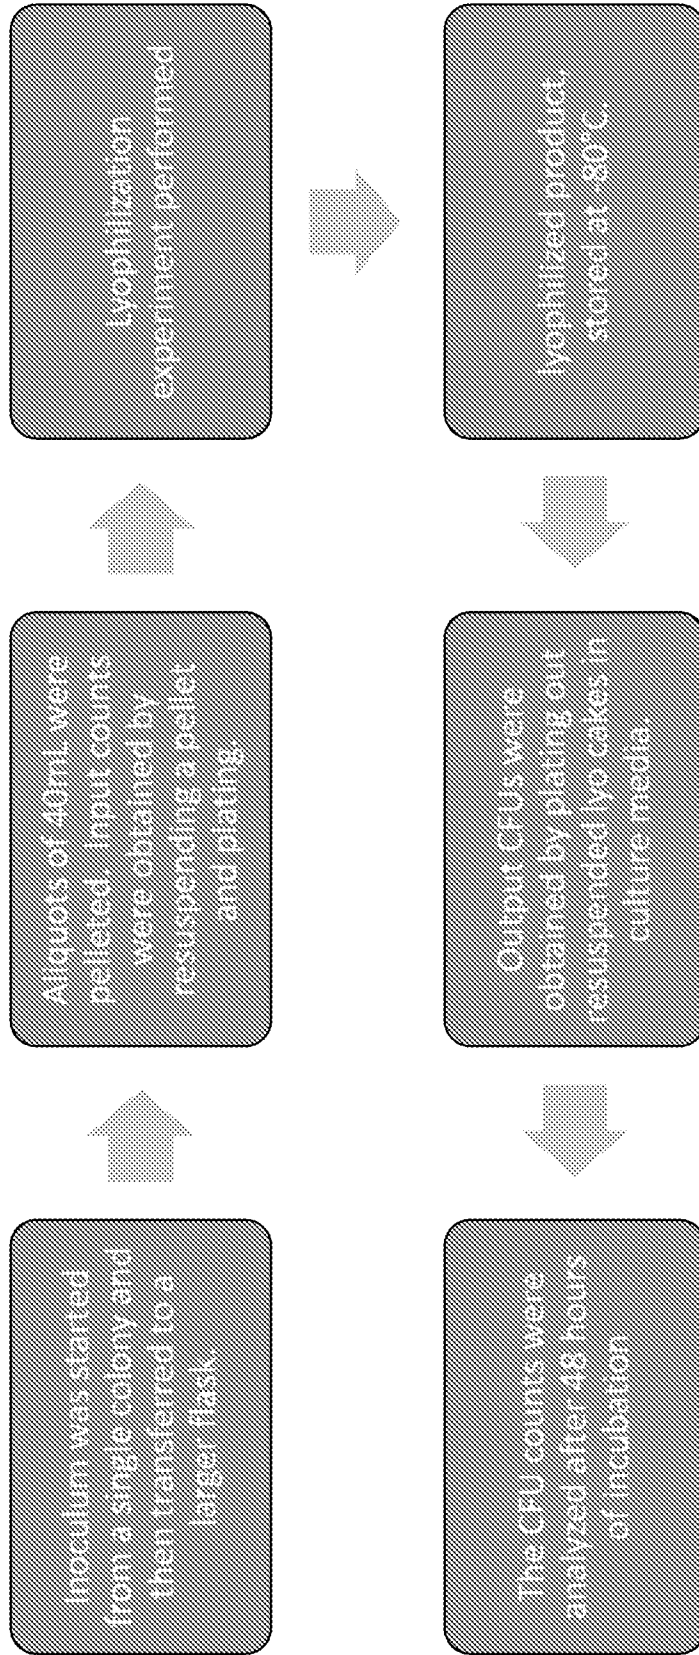 Inoculum was started
from a single colony and
then transferred to a
larger flask.
Aliquots of 40mL were
pelleted. Input counts
were obtained by
resuspending a pellet
and plating.
Lyophilization
experiment performed
lyophilized product,
stored at -80°C.
Output CFUs were
obtained by plating out
resuspended lyo cakes in
culture media.
The CFU counts were
analyzed after 48 hours
of incubation